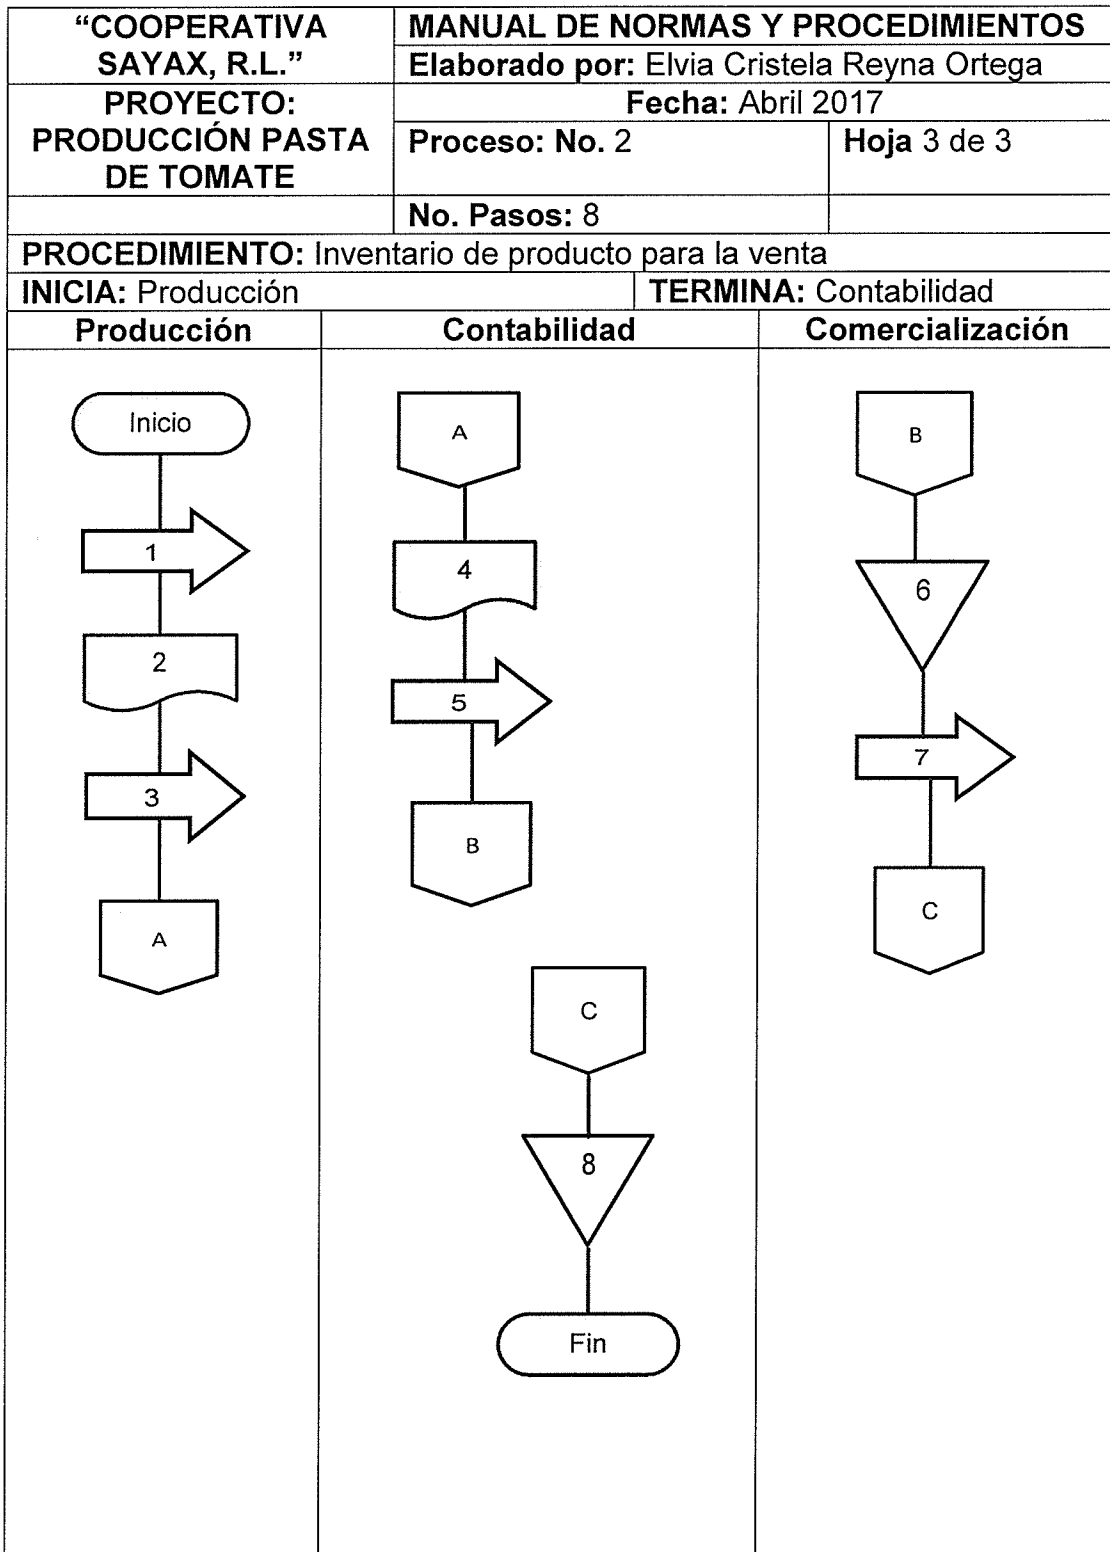 “COOPERATIVA
SAYAX, R.L.”
MANUAL DE NORMAS Y PROCEDIMIENTOS
Elaborado por: Elvia Cristela Reyna Ortega
PROYECTO:
PRODUCCIÓN PASTA
DE TOMATE
Fecha: Abril 2017
Proceso: No. 2
Hoja 3 de 3
No. Pasos: 8
PROCEDIMIENTO: Inventario de producto para la venta
INICIA: Producción
TERMINA: Contabilidad
Producción
Contabilidad
Comercialización
Inicio
1
2
3
A
A
4
5
B
C
8
Fin
B
6
7
C